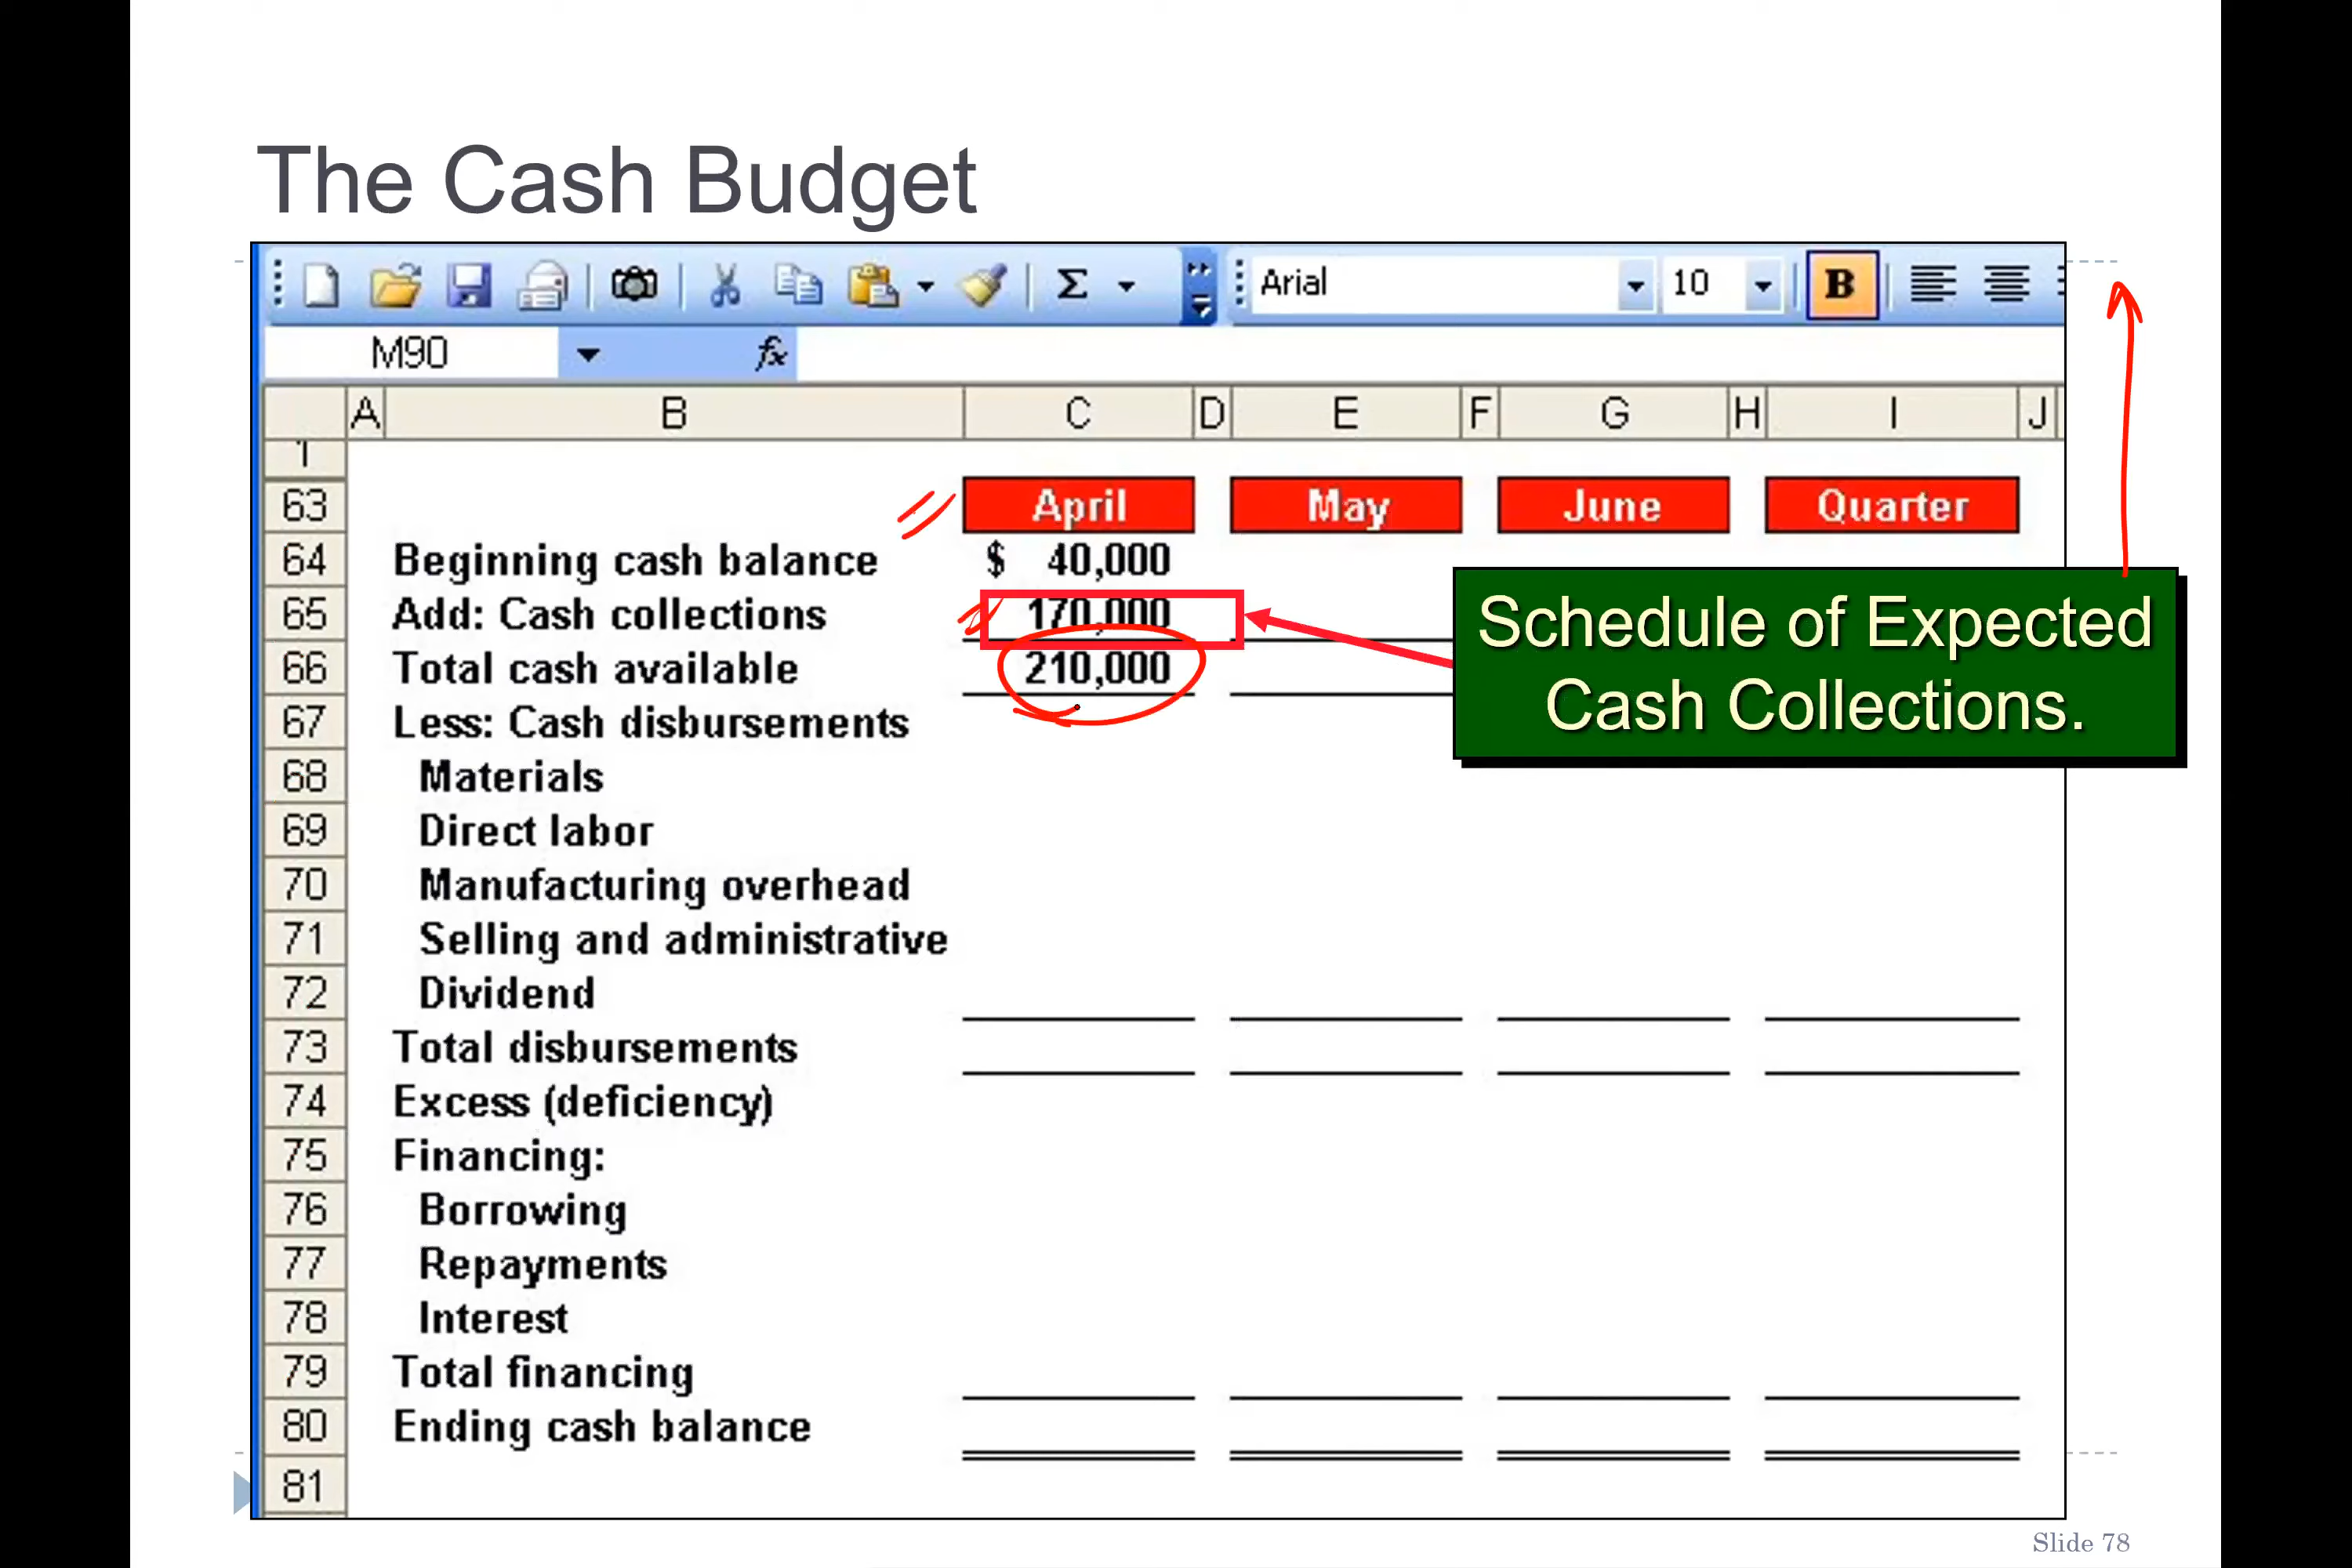 The Cash Budget
Arial 10 B
M90 fx
A B C D E F G H I J
1
63 April May June Quarter
64 Beginning cash balance $ 40,000
65 Add: Cash collections 170,000
66 Total cash available 210,000
Schedule of Expected
Cash Collections.
67 Less: Cash disbursements
68 Materials
69 Direct labor
70 Manufacturing overhead
71 Selling and administrative
72 Dividend
73 Total disbursements
74 Excess (deficiency)
75 Financing:
76 Borrowing
77 Repayments
78 Interest
79 Total financing
80 Ending cash balance
81
Slide 78